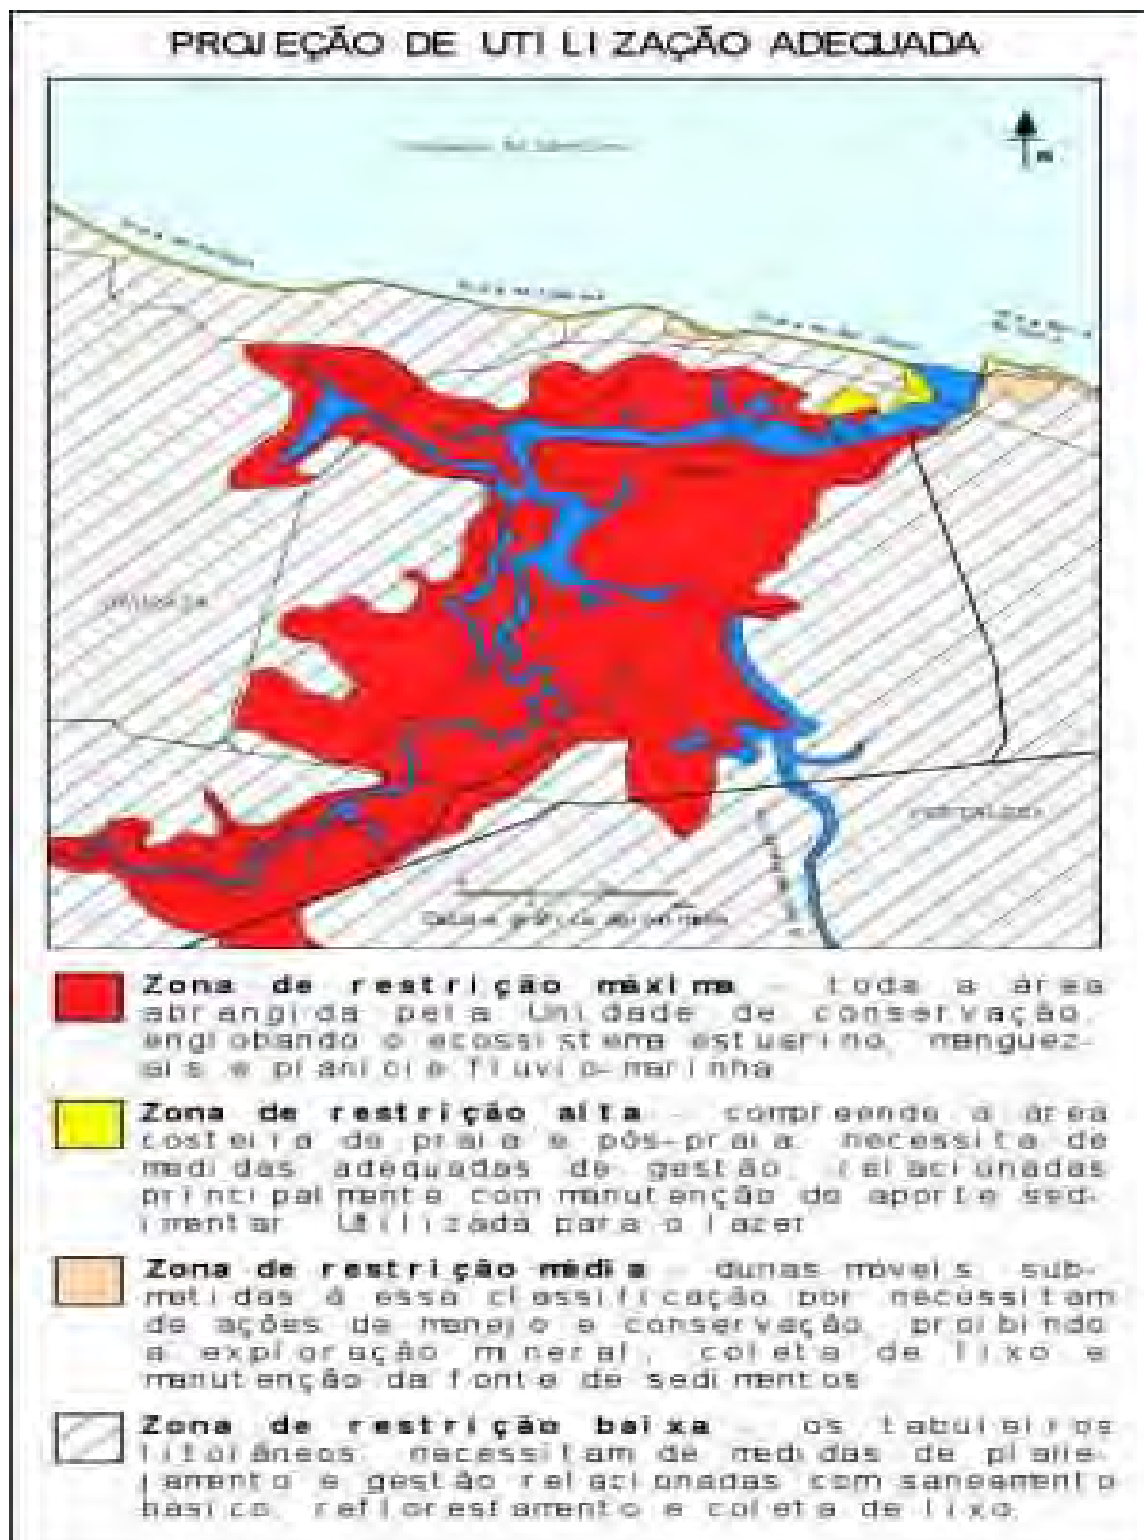 PROJEÇÃO DE UTILIZAÇÃO ADEQUADA
N
Zona de restrição máxima - toda a área
abrangida pela Unidade de conservação,
englobando o ecossistema estuarino, manguez-
ais e planície flúvio-marinha
Zona de restrição alta - compreende a área
costeira de praia e pós-praia, necessita de
medidas adequadas de gestão, relacionadas
principalmente com manutenção do aporte sed-
imentar. Utilizada para o lazer
Zona de restrição média - dunas móveis, sub-
metidas à essa classificação por necessitam
de ações de manejo e conservação, proibindo
a exploração mineral, coleta de lixo e
manutenção da fonte de sedimentos
Zona de restrição baixa - os tabuleiros
litorâneos, necessitam de medidas de plane-
jamento e gestão relacionadas com saneamento
básico, reflorestamento e coleta de lixo